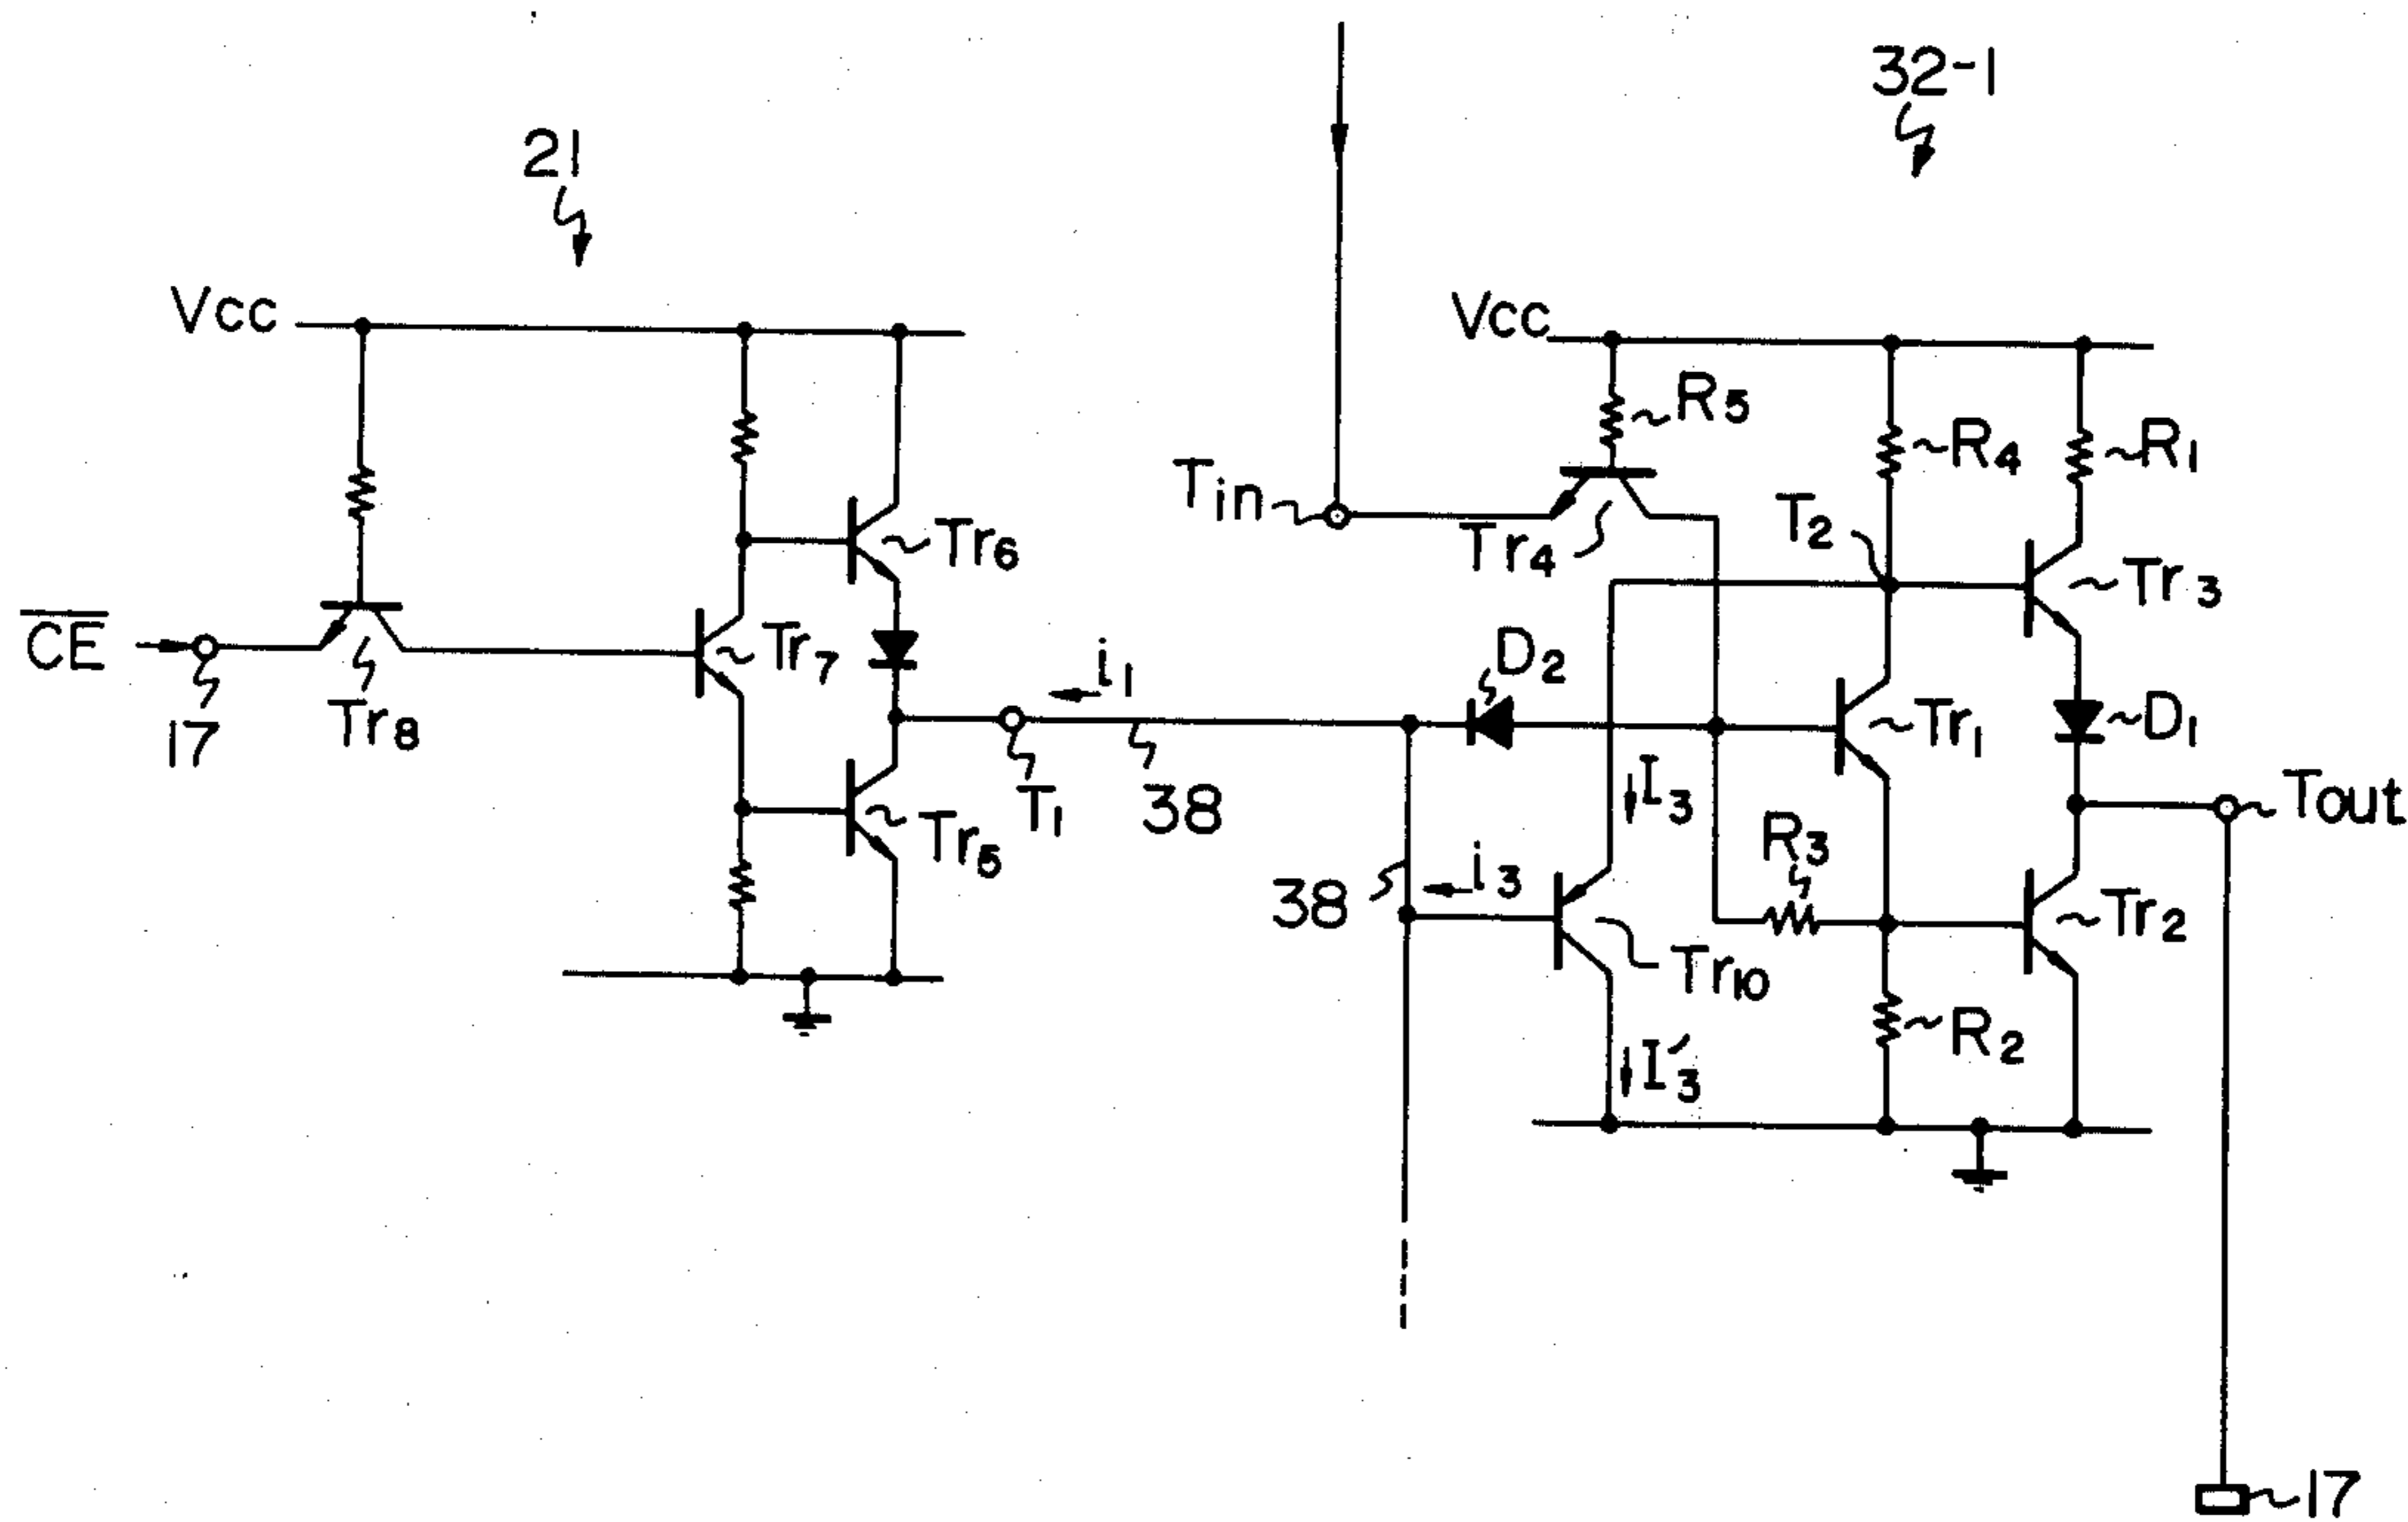 32-1
21
Vcc
Vcc
R5
R4
R1
Tin
Tr4
T2
Tr6
Tr3
CE
Tr7
D2
17
Tr8
i1
Tr1
D1
T1
38
I3
R3
Tout
Tr5
38
i3
Tr2
Tr10
R2
I'3
17